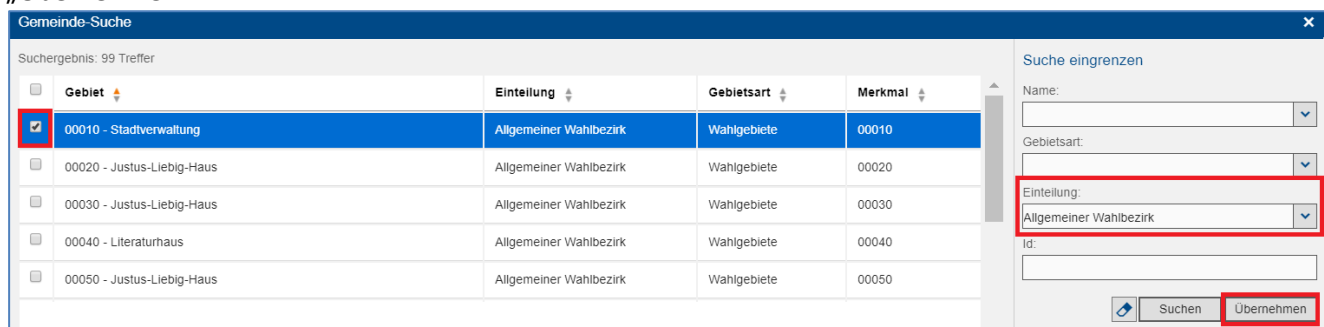 Gemeinde-Suche
Suchergebnis: 99 Treffer
Gebiet Einteilung Gebietsart Merkmal
00010 - Stadtverwaltung Allgemeiner Wahlbezirk Wahlgebiete 00010
00020 - Justus-Liebig-Haus Allgemeiner Wahlbezirk Wahlgebiete 00020
00030 - Justus-Liebig-Haus Allgemeiner Wahlbezirk Wahlgebiete 00030
00040 - Literaturhaus Allgemeiner Wahlbezirk Wahlgebiete 00040
00050 - Justus-Liebig-Haus Allgemeiner Wahlbezirk Wahlgebiete 00050
Suche eingrenzen
Name:
Gebietsart:
Einteilung:
Allgemeiner Wahlbezirk
Id:
Suchen Übernehmen